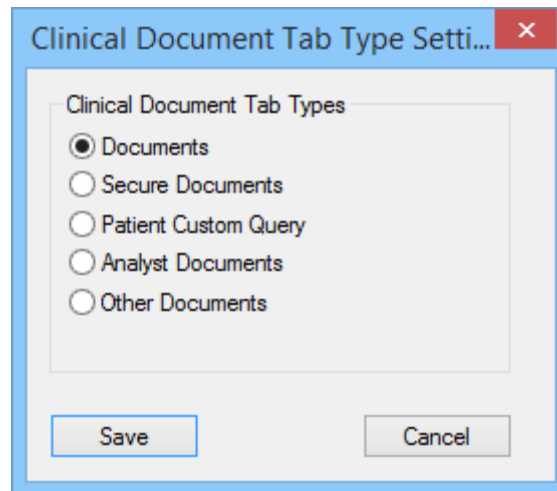 Clinical Document Tab Type Setti...
Clinical Document Tab Types
Documents
Secure Documents
Patient Custom Query
Analyst Documents
Other Documents
Save
Cancel